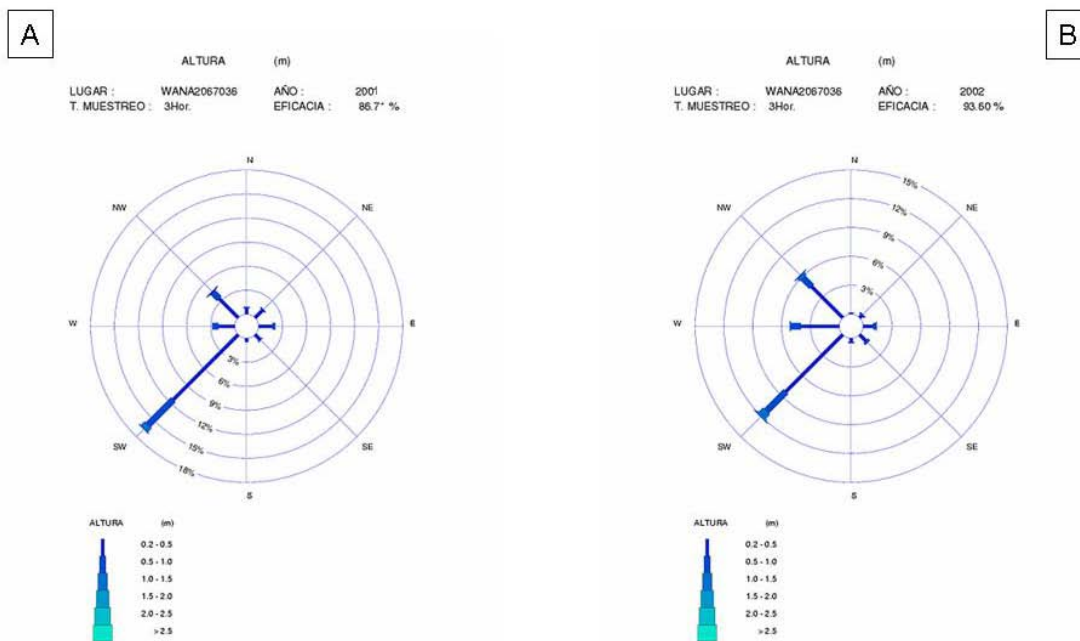 A
ALTURA (m)
LUGAR : WANA2067036 AÑO : 2001
T. MUESTREO : 3Hor. EFICACIA : %
N
NW NE
W E
3%
6%
9%
12%
15%
18%
SW SE
S
ALTURA (m)
0.2 - 0.5
0.5 - 1.0
1.0 - 1.5
1.5 - 2.0
2.0 - 2.5
> 2.5
B
ALTURA (m)
LUGAR : WANA2067036 AÑO : 2002
T. MUESTREO : 3Hor. EFICACIA : 93.60 %
N
15%
NW NE
12%
9%
6%
3%
W E
SW SE
S
ALTURA (m)
0.2 - 0.5
0.5 - 1.0
1.0 - 1.5
1.5 - 2.0
2.0 - 2.5
> 2.5